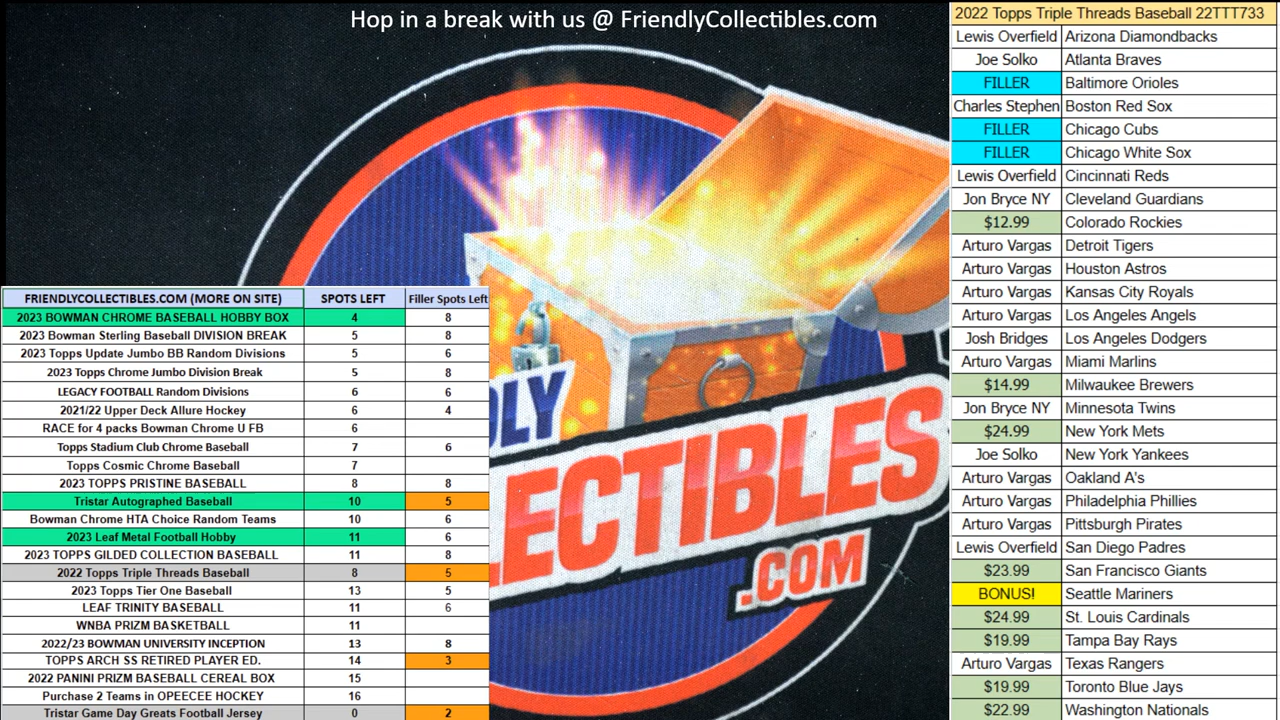 Hop in a break with us @ FriendlyCollectibles.com
FRIENDLYCOLLECTIBLES.COM (MORE ON SITE) SPOTS LEFT Filler Spots Left
2023 BOWMAN CHROME BASEBALL HOBBY BOX 4 8
2023 Bowman Sterling Baseball DIVISION BREAK 5 8
2023 Topps Update Jumbo BB Random Divisions 5 6
2023 Topps Chrome Jumbo Division Break 5 8
LEGACY FOOTBALL Random Divisions 6 6
2021/22 Upper Deck Allure Hockey 6 4
RACE for 4 packs Bowman Chrome U FB 6
Topps Stadium Club Chrome Baseball 7 6
Topps Cosmic Chrome Baseball 7
2023 TOPPS PRISTINE BASEBALL 8 8
Tristar Autographed Baseball 10 5
Bowman Chrome HTA Choice Random Teams 10 6
2023 Leaf Metal Football Hobby 11 6
2023 TOPPS GILDED COLLECTION BASEBALL 11 8
2022 Topps Triple Threads Baseball 8 5
2023 Topps Tier One Baseball 13 5
LEAF TRINITY BASEBALL 11 6
WNBA PRIZM BASKETBALL 11
2022/23 BOWMAN UNIVERSITY INCEPTION 13 8
TOPPS ARCH SS RETIRED PLAYER ED. 14 3
2022 PANINI PRIZM BASEBALL CEREAL BOX 15
Purchase 2 Teams in OPEECEE HOCKEY 16
Tristar Game Day Greats Football Jersey 0 2
DLY
ECTIBLES
.COM
2022 Topps Triple Threads Baseball 22TTT733
Lewis Overfield Arizona Diamondbacks
Joe Solko Atlanta Braves
FILLER Baltimore Orioles
Charles Stephen Boston Red Sox
FILLER Chicago Cubs
FILLER Chicago White Sox
Lewis Overfield Cincinnati Reds
Jon Bryce NY Cleveland Guardians
$12.99 Colorado Rockies
Arturo Vargas Detroit Tigers
Arturo Vargas Houston Astros
Arturo Vargas Kansas City Royals
Arturo Vargas Los Angeles Angels
Josh Bridges Los Angeles Dodgers
Arturo Vargas Miami Marlins
$14.99 Milwaukee Brewers
Jon Bryce NY Minnesota Twins
$24.99 New York Mets
Joe Solko New York Yankees
Arturo Vargas Oakland A's
Arturo Vargas Philadelphia Phillies
Arturo Vargas Pittsburgh Pirates
Lewis Overfield San Diego Padres
$23.99 San Francisco Giants
BONUS! Seattle Mariners
$24.99 St. Louis Cardinals
$19.99 Tampa Bay Rays
Arturo Vargas Texas Rangers
$19.99 Toronto Blue Jays
$22.99 Washington Nationals